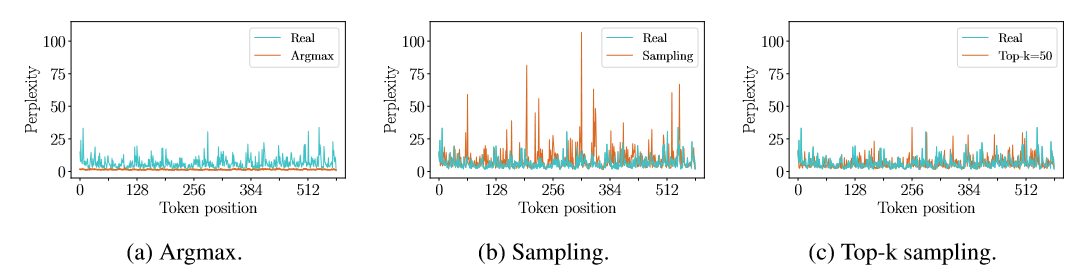 100
75
50
25
0
Perplexity
Real
Argmax
0 128 256 384 512
Token position
(a) Argmax.
100
75
50
25
0
Perplexity
Real
Sampling
0 128 256 384 512
Token position
(b) Sampling.
100
75
50
25
0
Perplexity
Real
Top-k=50
0 128 256 384 512
Token position
(c) Top-k sampling.